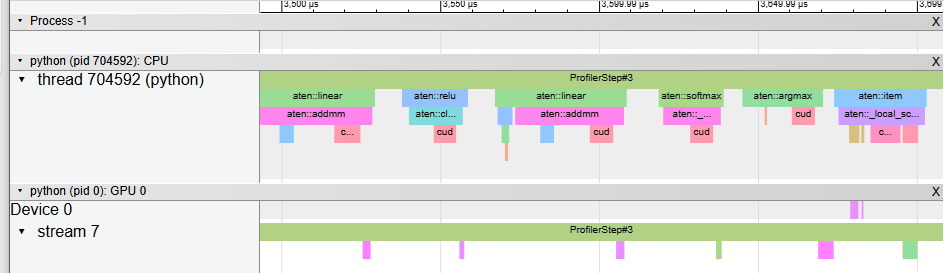 3,500 µs 3,550 µs 3,599.99 µs 3,649.99 µs 3,699
Process -1 X
python (pid 704592): CPU X
thread 704592 (python) ProfilerStep#3
aten::linear aten::relu aten::linear aten::softmax aten::argmax aten::item
aten::addmm aten::cl... aten::addmm aten::_... aten::_local_sc...
c... cud cud cud cud c...
python (pid 0): GPU 0 X
Device 0
stream 7 ProfilerStep#3